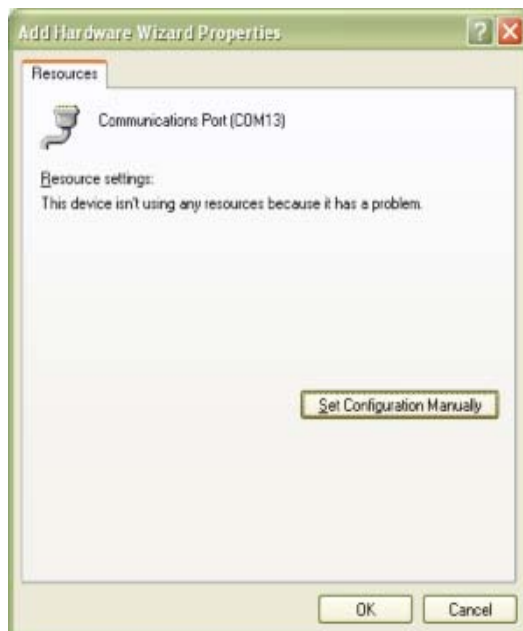 Add Hardware Wizard Properties
Resources
Communications Port (COM13)
Resource settings:
This device isn't using any resources because it has a problem.
Set Configuration Manually
OK
Cancel